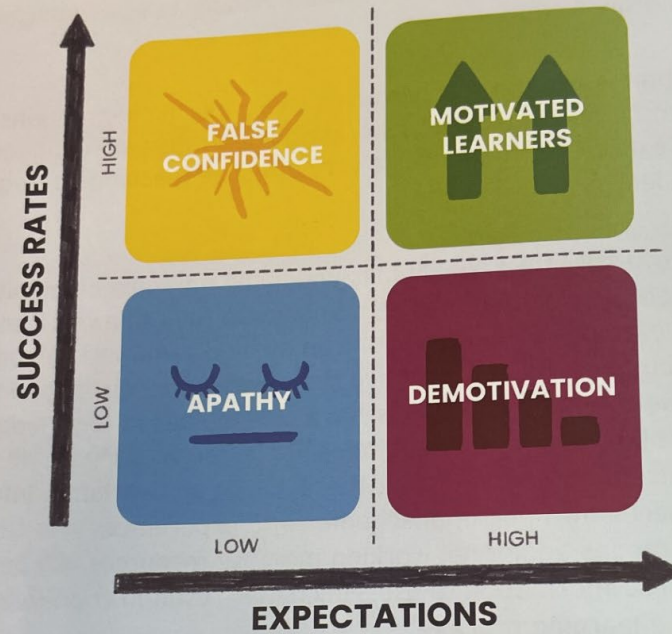 FALSE
CONFIDENCE
MOTIVATED
LEARNERS
HIGH
SUCCESS RATES
LOW
APATHY
DEMOTIVATION
LOW
HIGH
EXPECTATIONS